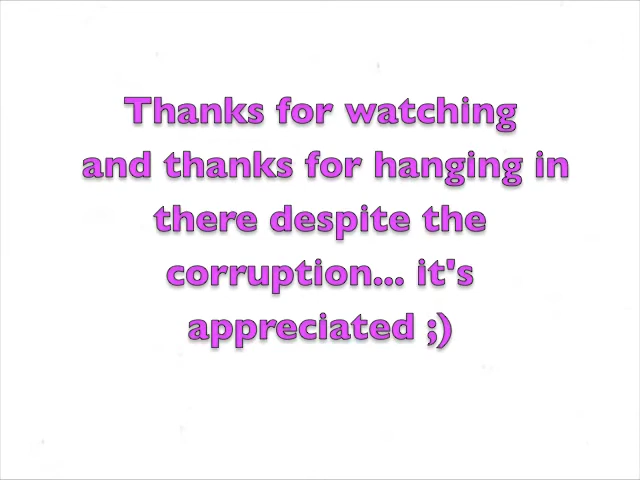 Thanks for watching
and thanks for hanging in
there despite the
corruption... it's
appreciated ;)